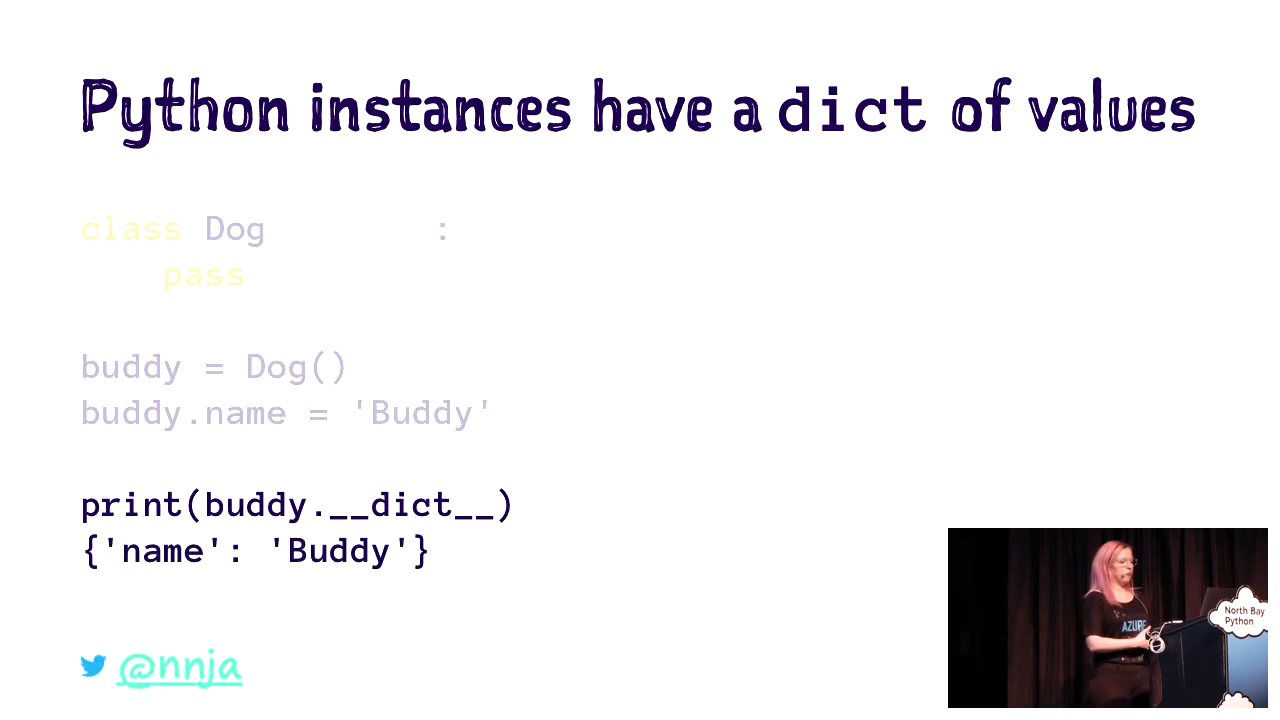 Python instances have a dict of values
class Dog       :
    pass
buddy = Dog()
buddy.name = 'Buddy'
print(buddy.__dict__)
{'name': 'Buddy'}
@nnja
AZURE
North Bay
Python